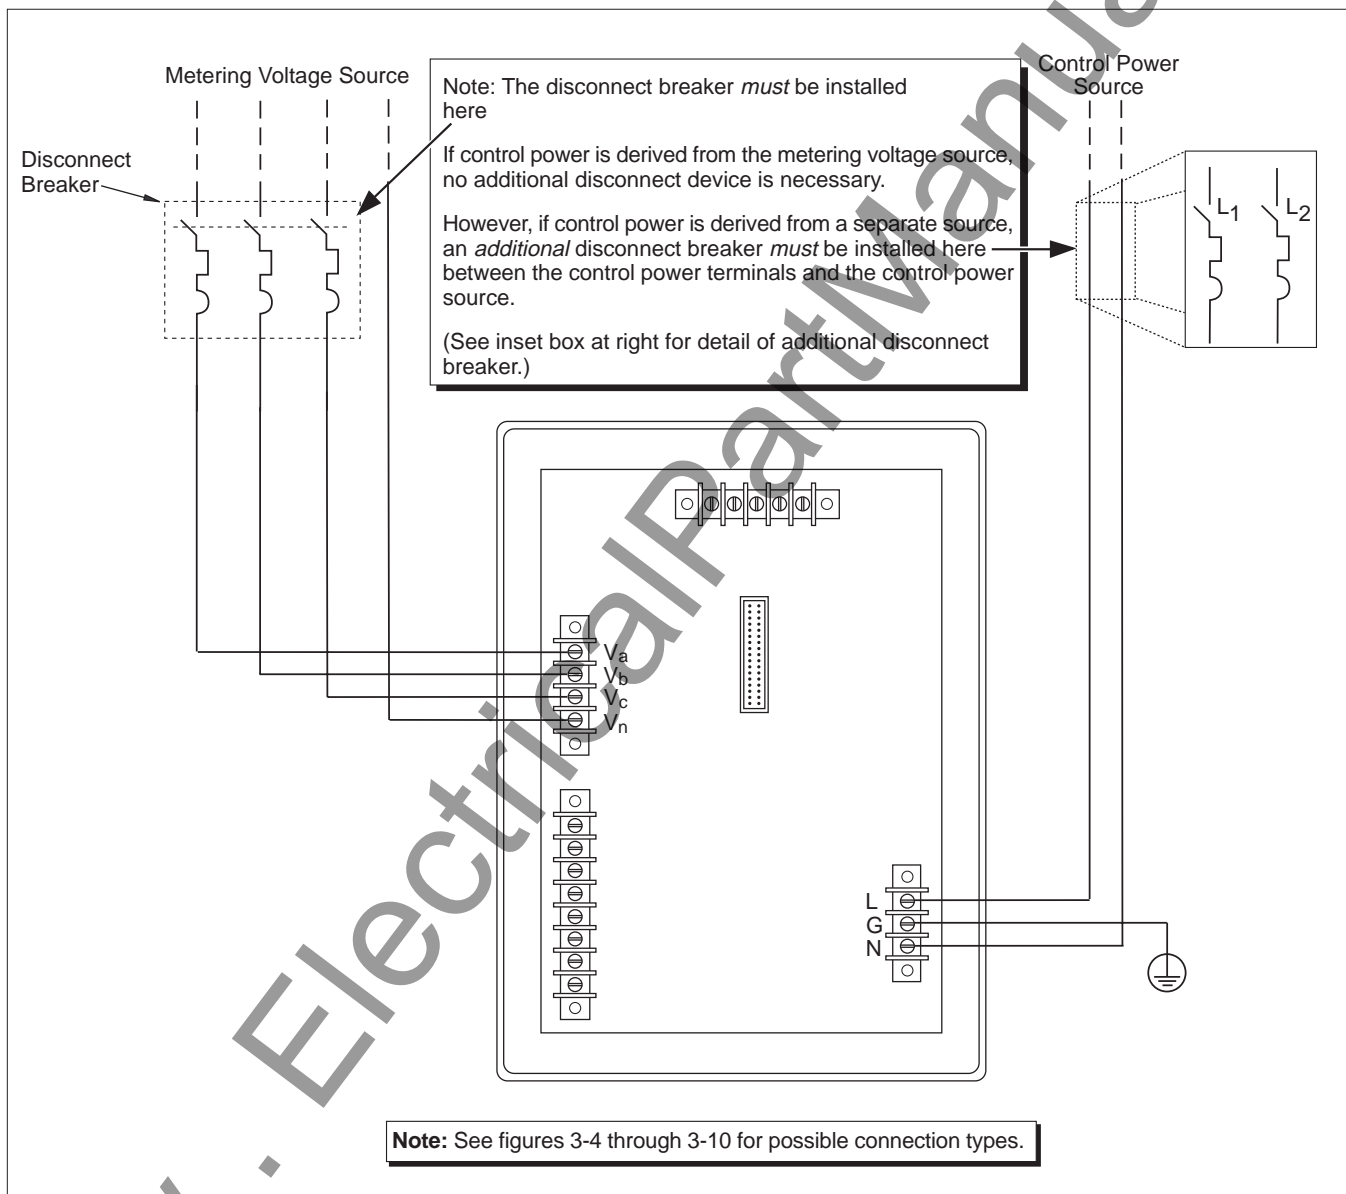 Metering Voltage Source
Disconnect
Breaker
Note: The disconnect breaker must be installed
here
If control power is derived from the metering voltage source,
no additional disconnect device is necessary.
However, if control power is derived from a separate source,
an additional disconnect breaker must be installed here
between the control power terminals and the control power
source.
(See inset box at right for detail of additional disconnect
breaker.)
Control Power
Source
L1 L2
Va
Vb
Vc
Vn
L
G
N
Note: See figures 3-4 through 3-10 for possible connection types.
. ElectricalPartManua